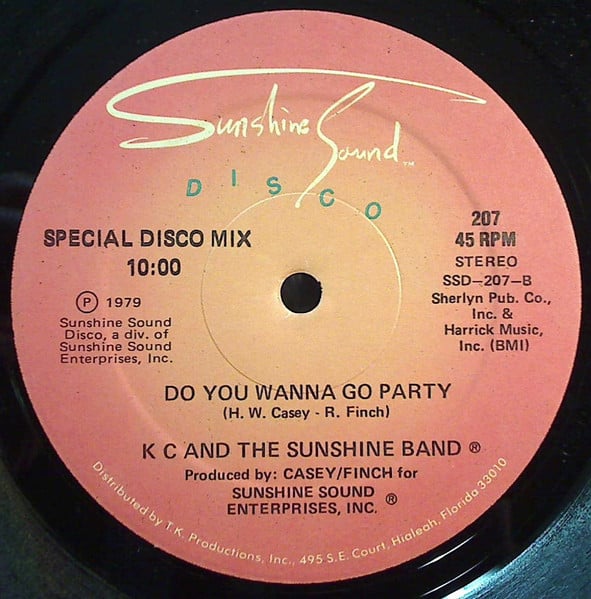 Sunshine Sound ™
DISCO
SPECIAL DISCO MIX
10:00
Ⓟ 1979
Sunshine Sound
Disco, a div. of
Sunshine Sound
Enterprises, Inc.
207
45 RPM
STEREO
SSD-207-B
Sherlyn Pub. Co.,
Inc. &
Harrick Music,
Inc. (BMI)
DO YOU WANNA GO PARTY
(H. W. Casey - R. Finch)
K C AND THE SUNSHINE BAND ®
Produced by: CASEY/FINCH for
SUNSHINE SOUND
ENTERPRISES, INC. ®
Distributed by T.K. Productions, Inc., 495 S.E. Court, Hialeah, Florida 33010